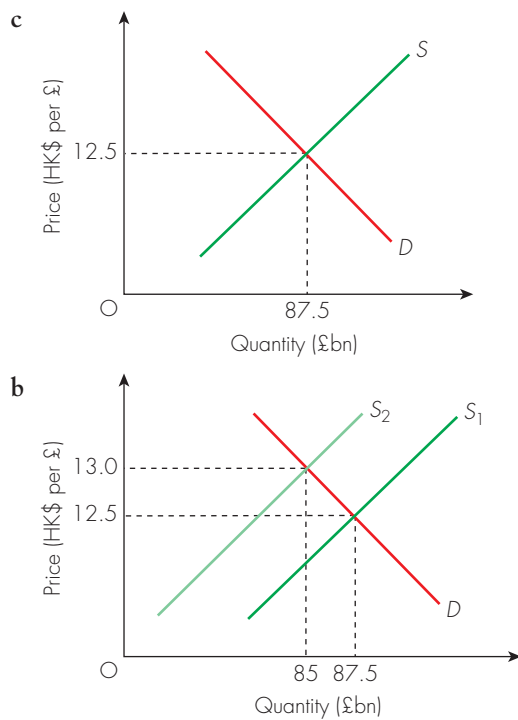 c
S
Price (HK$ per £)
12.5
D
O
87.5
Quantity (£bn)
b
S2
S1
13.0
Price (HK$ per £)
12.5
D
O
85 87.5
Quantity (£bn)